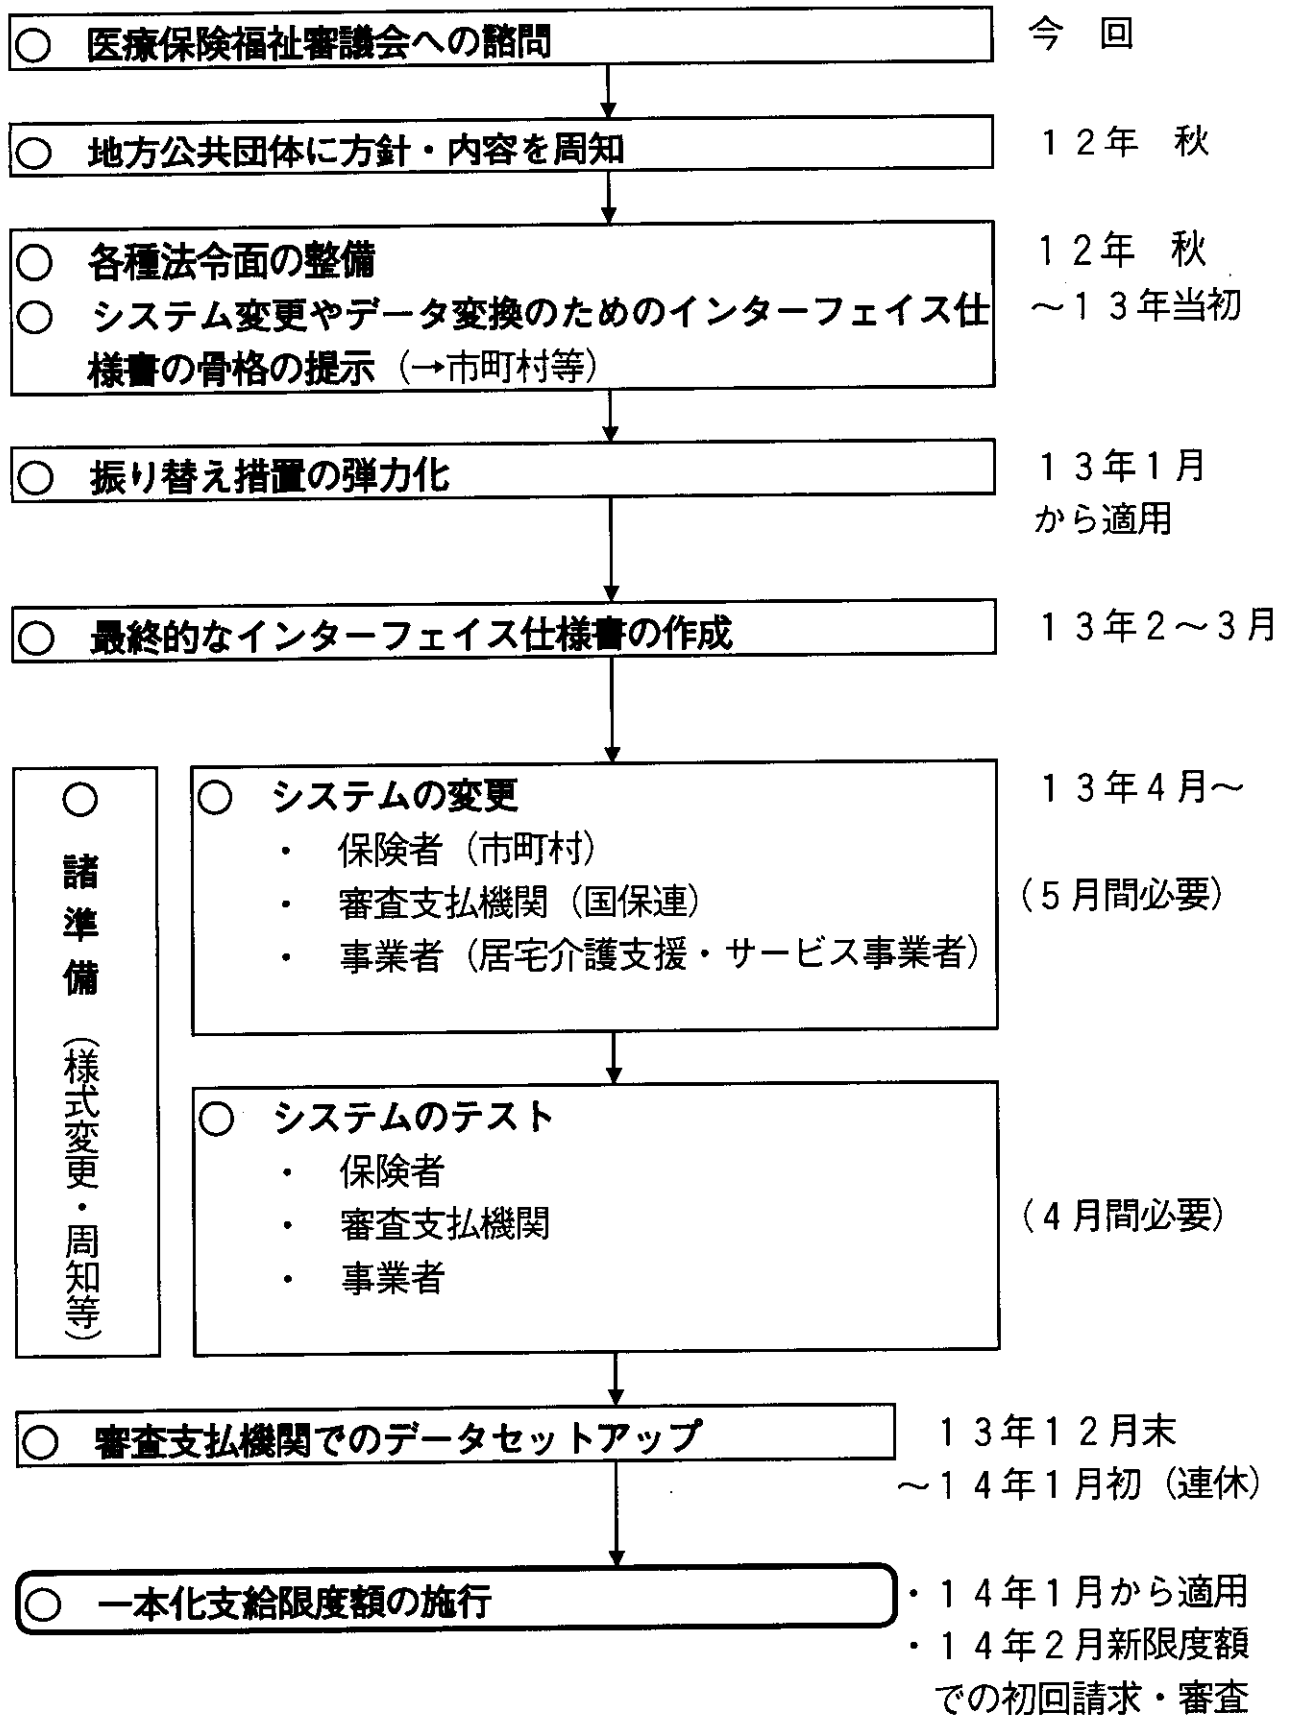 ○ 医療保険福祉審議会への諮問 今 回
○ 地方公共団体に方針・内容を周知 12年 秋
○ 各種法令面の整備 12年 秋
○ システム変更やデータ変換のためのインターフェイス仕 ～13年当初
様書の骨格の提示（→市町村等）
○ 振り替え措置の弾力化 13年1月
から適用
○ 最終的なインターフェイス仕様書の作成 13年2～3月
○ 諸準備（様式変更・周知等）
○ システムの変更 13年4月～
・ 保険者（市町村）
・ 審査支払機関（国保連） （5月間必要）
・ 事業者（居宅介護支援・サービス事業者）
○ システムのテスト
・ 保険者
・ 審査支払機関 （4月間必要）
・ 事業者
○ 審査支払機関でのデータセットアップ 13年12月末
～14年1月初（連休）
○ 一本化支給限度額の施行 ・14年1月から適用
・14年2月新限度額
での初回請求・審査